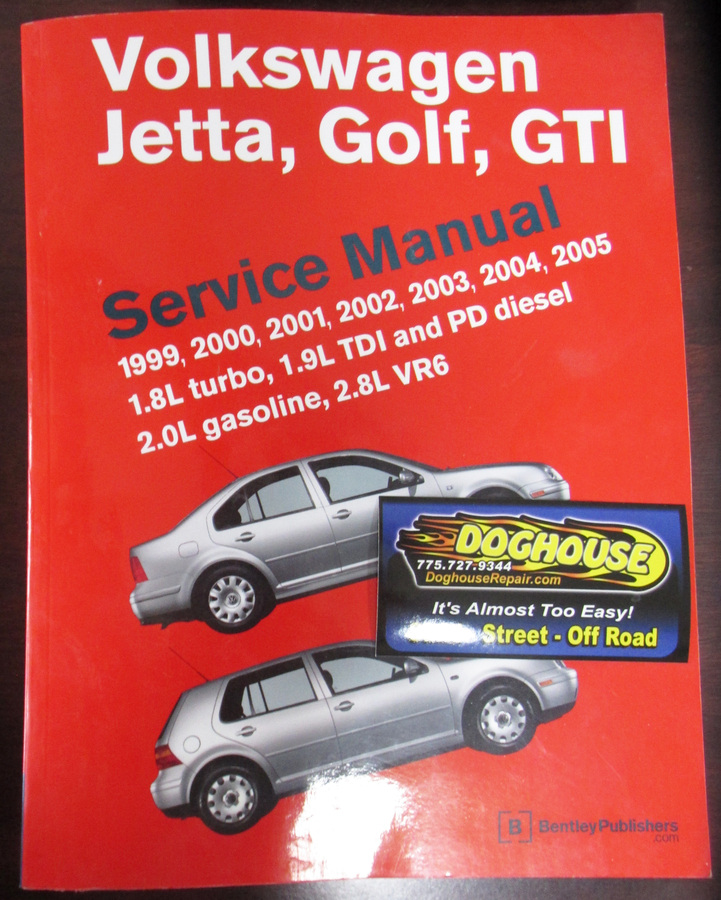 Volkswagen
Jetta, Golf, GTI
Service Manual
1999, 2000, 2001, 2002, 2003, 2004, 2005
1.8L turbo, 1.9L TDI and PD diesel
2.0L gasoline, 2.8L VR6
DOGHOUSE
775.727.9344
DoghouseRepair.com
It's Almost Too Easy!
Street - Off Road
B BentleyPublishers
.com